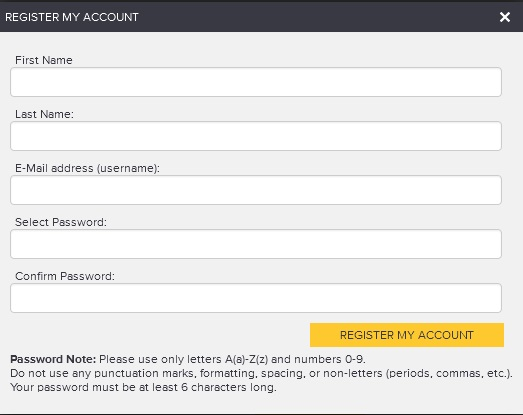 REGISTER MY ACCOUNT ×
First Name
Last Name:
E-Mail address (username):
Select Password:
Confirm Password:
REGISTER MY ACCOUNT
Password Note: Please use only letters A(a)-Z(z) and numbers 0-9.
Do not use any punctuation marks, formatting, spacing, or non-letters (periods, commas, etc.).
Your password must be at least 6 characters long.